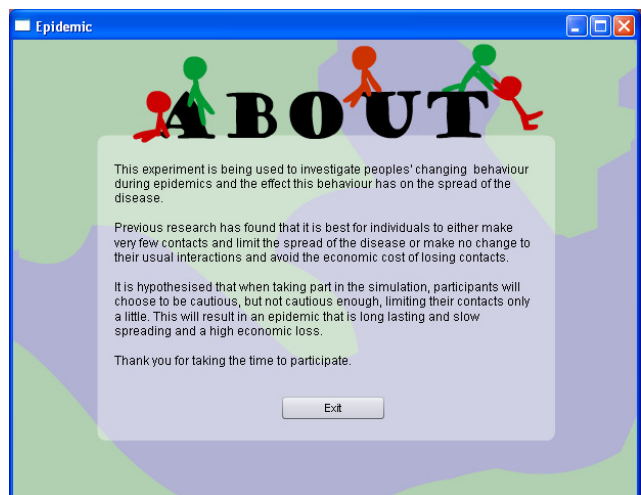 Epidemic
ABOUT
This experiment is being used to investigate peoples' changing behaviour
during epidemics and the effect this behaviour has on the spread of the
disease.
Previous research has found that it is best for individuals to either make
very few contacts and limit the spread of the disease or make no change to
their usual interactions and avoid the economic cost of losing contacts.
It is hypothesised that when taking part in the simulation, participants will
choose to be cautious, but not cautious enough, limiting their contacts only
a little. This will result in an epidemic that is long lasting and slow
spreading and a high economic loss.
Thank you for taking the time to participate.
Exit